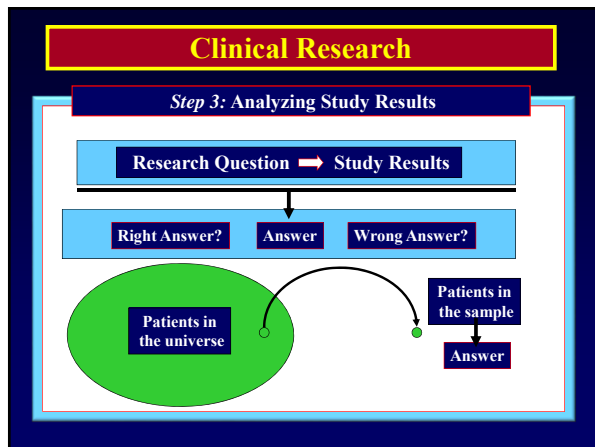 Clinical Research
Step 3: Analyzing Study Results
Research Question Study Results
Right Answer? Answer Wrong Answer?
Patients in
the universe
Patients in
the sample
Answer